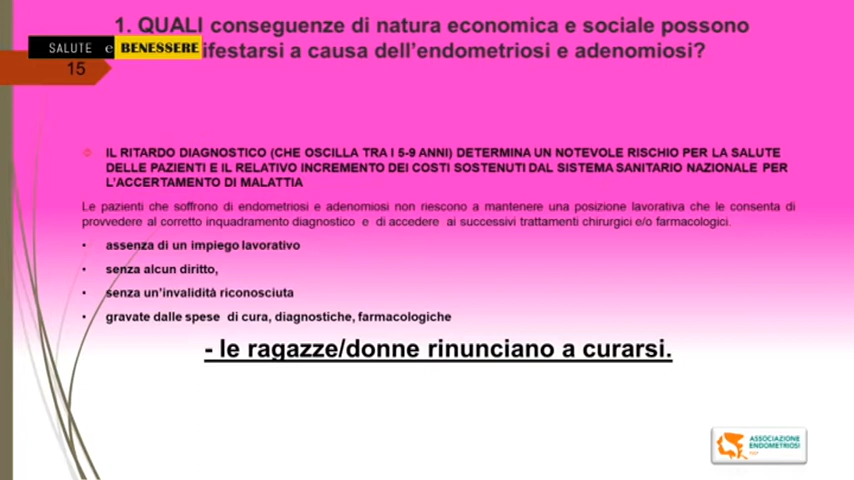 1. QUALI conseguenze di natura economica e sociale possono
ifestarsi a causa dell'endometriosi e adenomiosi?
SALUTE e BENESSERE
15
IL RITARDO DIAGNOSTICO (CHE OSCILLA TRA I 5-9 ANNI) DETERMINA UN NOTEVOLE RISCHIO PER LA SALUTE
DELLE PAZIENTI E IL RELATIVO INCREMENTO DEI COSTI SOSTENUTI DAL SISTEMA SANITARIO NAZIONALE PER
L'ACCERTAMENTO DI MALATTIA
Le pazienti che soffrono di endometriosi e adenomiosi non riescono a mantenere una posizione lavorativa che le consenta di
provvedere al corretto inquadramento diagnostico e di accedere ai successivi trattamenti chirurgici e/o farmacologici.
• assenza di un impiego lavorativo
• senza alcun diritto,
• senza un'invalidità riconosciuta
• gravate dalle spese di cura, diagnostiche, farmacologiche
- le ragazze/donne rinunciano a curarsi.
ASSOCIAZIONE
ENDOMETRIOSI